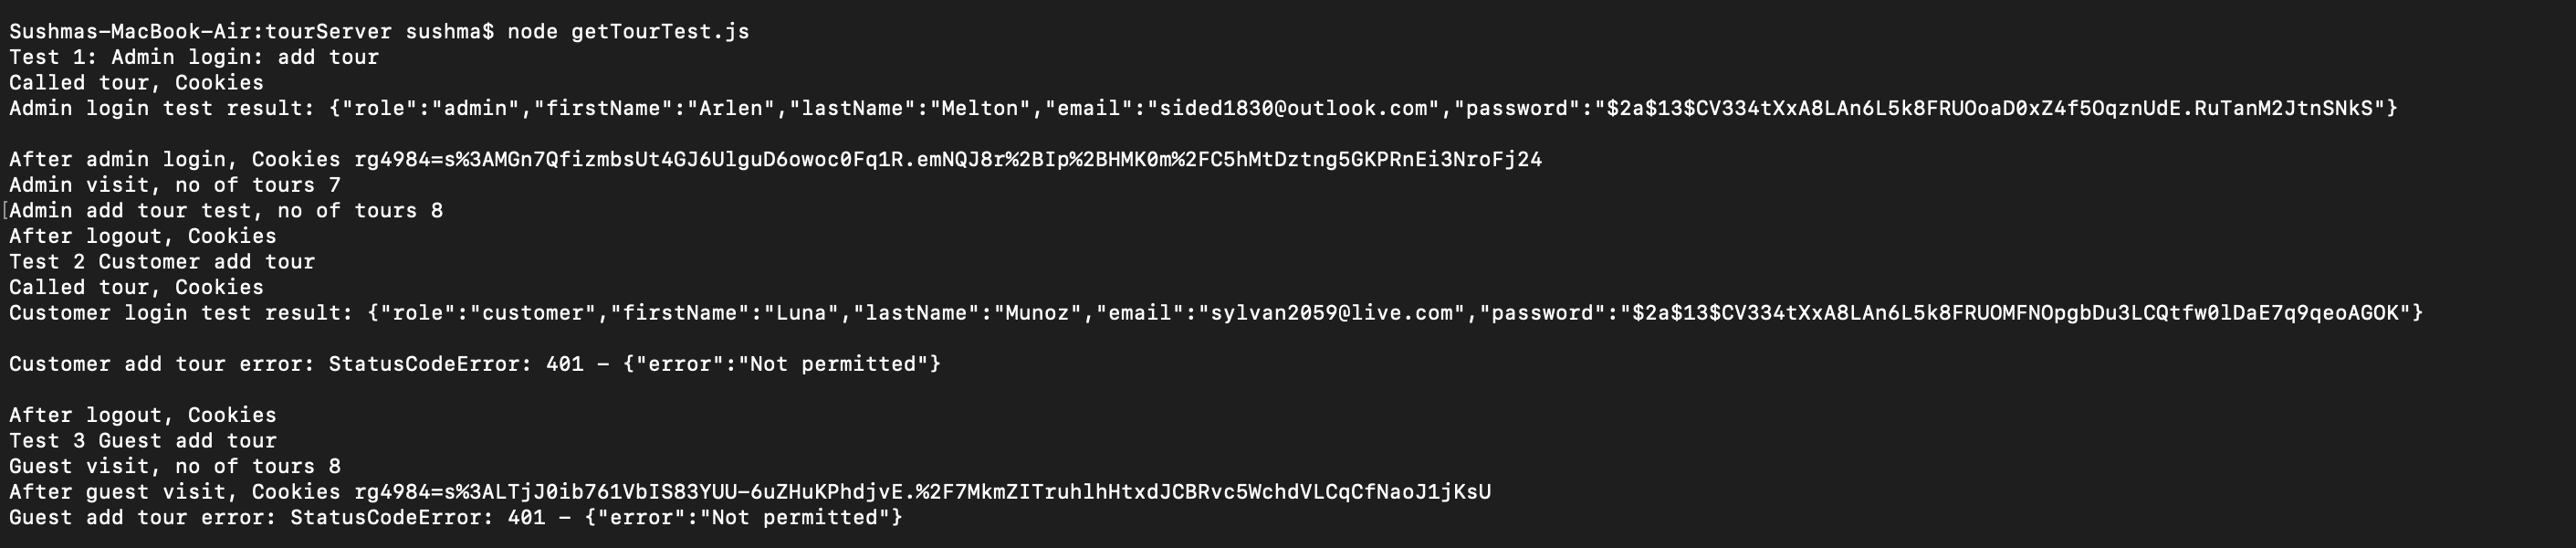 Sushmas-MacBook-Air:tourServer sushma$ node getTourTest.js
Test 1: Admin login: add tour
Called tour, Cookies
Admin login test result: {"role":"admin","firstName":"Arlen","lastName":"Melton","email":"sided1830@outlook.com","password":"$2a$13$CV334tXxA8LAn6L5k8FRUOoaD0xZ4f5OqznUdE.RuTanM2JtnSNkS"}
After admin login, Cookies rg4984=s%3AMGn7QfizmbsUt4GJ6UlguD6owoc0Fq1R.emNQJ8r%2BIp%2BHMK0m%2FC5hMtDztng5GKPRnEi3NroFj24
Admin visit, no of tours 7
[Admin add tour test, no of tours 8
After logout, Cookies
Test 2 Customer add tour
Called tour, Cookies
Customer login test result: {"role":"customer","firstName":"Luna","lastName":"Munoz","email":"sylvan2059@live.com","password":"$2a$13$CV334tXxA8LAn6L5k8FRUOMFNOpgbDu3LCQtfw0lDaE7q9qeoAGOK"}
Customer add tour error: StatusCodeError: 401 - {"error":"Not permitted"}
After logout, Cookies
Test 3 Guest add tour
Guest visit, no of tours 8
After guest visit, Cookies rg4984=s%3ALTjJ0ib761VbIS83YUU-6uZHuKPhdjvE.%2F7MkmZITruhlhHtxdJCBRvc5WchdVLCqCfNaoJ1jKsU
Guest add tour error: StatusCodeError: 401 - {"error":"Not permitted"}